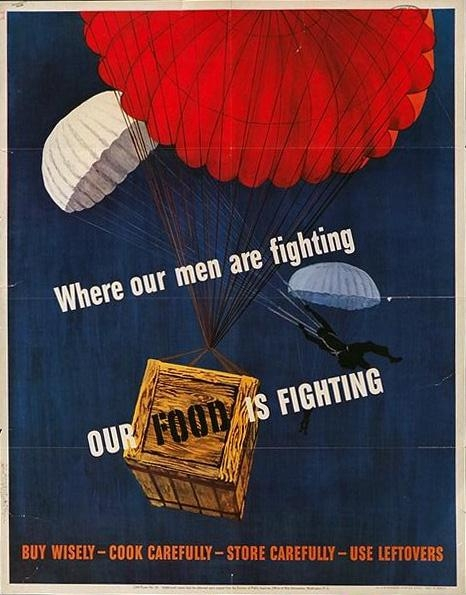 Where our men are fighting
OUR FOOD IS FIGHTING
BUY WISELY – COOK CAREFULLY – STORE CAREFULLY – USE LEFTOVERS